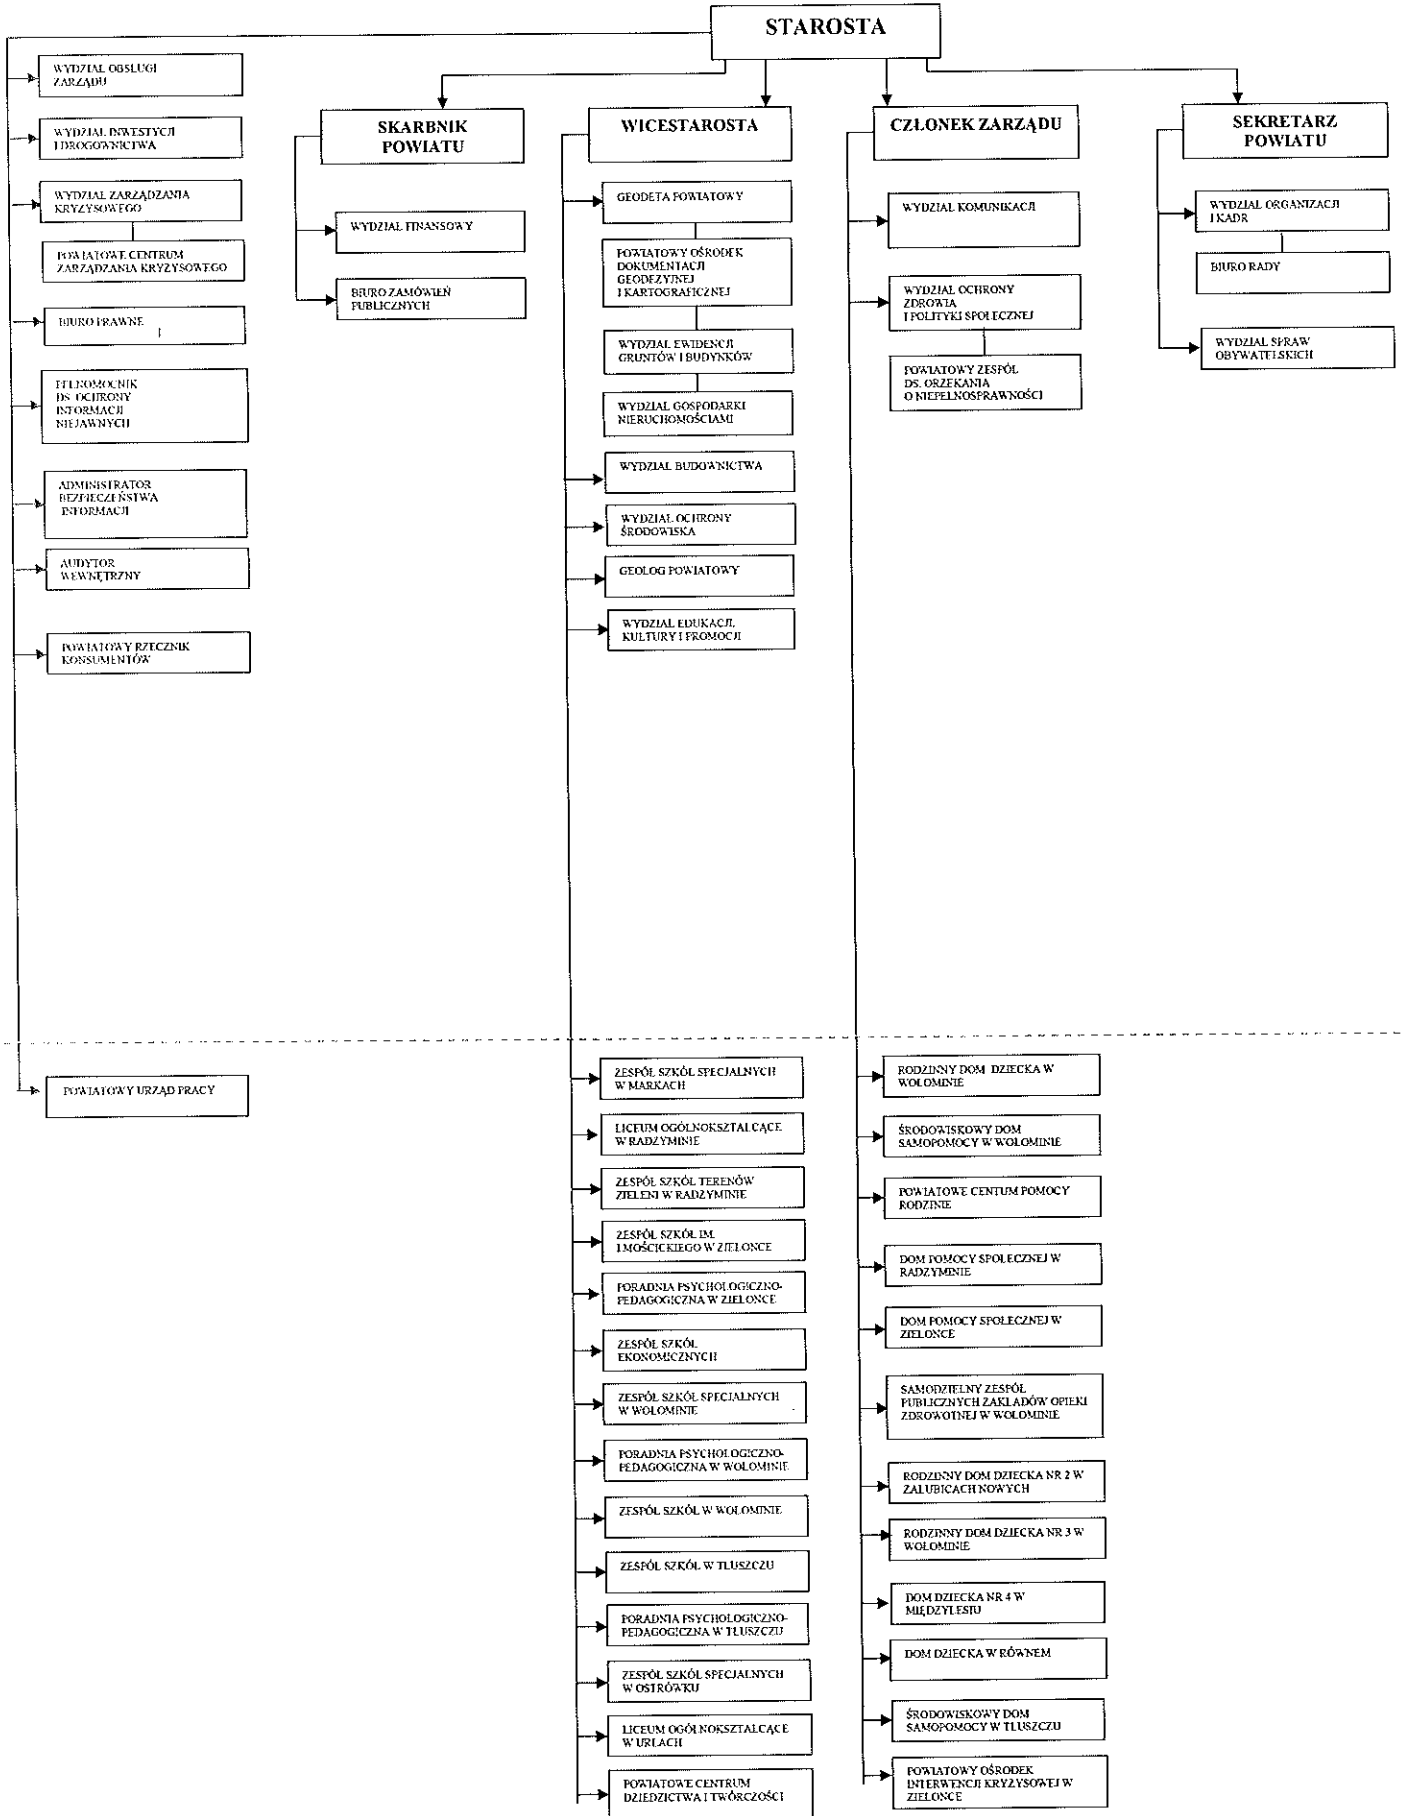 STAROSTA
WYDZIAŁ OBSŁUGI
ZARZĄDU
WYDZIAŁ INWESTYCJI
I DROGOWNICTWA
WYDZIAŁ ZARZĄDZANIA
KRYZYSOWEGO
POWIATOWE CENTRUM
ZARZĄDZANIA KRYZYSOWEGO
BIURO PRAWNE
PEŁNOMOCNIK
DS. OCHRONY
INFORMACJI
NIEJAWNYCH
ADMINISTRATOR
BEZPIECZEŃSTWA
INFORMACJI
AUDYTOR
WEWNĘTRZNY
POWIATOWY RZECZNIK
KONSUMENTÓW
POWIATOWY URZĄD PRACY
SKARBNIK
POWIATU
WYDZIAŁ FINANSOWY
BIURO ZAMÓWIEŃ
PUBLICZNYCH
WICESTAROSTA
GEODETA POWIATOWY
POWIATOWY OŚRODEK
DOKUMENTACJI
GEODEZYJNEJ
I KARTOGRAFICZNEJ
WYDZIAŁ EWIDENCJI
GRUNTÓW I BUDYNKÓW
WYDZIAŁ GOSPODARKI
NIERUCHOMOŚCIAMI
WYDZIAŁ BUDOWNICTWA
WYDZIAŁ OCHRONY
ŚRODOWISKA
GEOLOG POWIATOWY
WYDZIAŁ EDUKACJI,
KULTURY I PROMOCJI
ZESPÓŁ SZKÓŁ SPECJALNYCH
W MARKACH
LICEUM OGÓLNOKSZTAŁCĄCE
W RADZYMINIE
ZESPÓŁ SZKÓŁ TERENÓW
ZIELENI W RADZYMINIE
ZESPÓŁ SZKÓŁ IM.
I.MOŚCICKIEGO W ZIELONCE
PORADNIA PSYCHOLOGICZNO-
PEDAGOGICZNA W ZIELONCE
ZESPÓŁ SZKÓŁ
EKONOMICZNYCH
ZESPÓŁ SZKÓŁ SPECJALNYCH
W WOŁOMINIE
PORADNIA PSYCHOLOGICZNO-
PEDAGOGICZNA W WOŁOMINIE
ZESPÓŁ SZKÓŁ W WOŁOMINIE
ZESPÓŁ SZKÓŁ W TŁUSZCZU
PORADNIA PSYCHOLOGICZNO-
PEDAGOGICZNA W TŁUSZCZU
ZESPÓŁ SZKÓŁ SPECJALNYCH
W OSTRÓWKU
LICEUM OGÓLNOKSZTAŁCĄCE
W URLACH
POWIATOWE CENTRUM
DZIEDZICTWA I TWÓRCZOŚCI
CZŁONEK ZARZĄDU
WYDZIAŁ KOMUNIKACJI
WYDZIAŁ OCHRONY
ZDROWIA
I POLITYKI SPOŁECZNEJ
POWIATOWY ZESPÓŁ
DS. ORZEKANIA
O NIEPEŁNOSPRAWNOŚCI
RODZINNY DOM DZIECKA W
WOŁOMINIE
ŚRODOWISKOWY DOM
SAMOPOMOCY W WOŁOMINIE
POWIATOWE CENTUM POMOCY
RODZINIE
DOM POMOCY SPOŁECZNEJ W
RADZYMINIE
DOM POMOCY SPOŁECZNEJ W
ZIELONCE
SAMODZIELNY ZESPÓŁ
PUBLICZNYCH ZAKŁADÓW OPIEKI
ZDROWOTNEJ W WOŁOMINIE
RODZINNY DOM DZIECKA NR 2 W
ZAŁUBICACH NOWYCH
RODZINNY DOM DZIECKA NR 3 W
WOŁOMINIE
DOM DZIECKA NR 4 W
MIĘDZYLESIU
DOM DZIECKA W RÓWNEM
ŚRODOWISKOWY DOM
SAMOPOMOCY W TŁUSZCZU
POWIATOWY OŚRODEK
INTERWENCJI KRYZYSOWEJ W
ZIELONCE
SEKRETARZ
POWIATU
WYDZIAŁ ORGANIZACJI
I KADR
BIURO RADY
WYDZIAŁ SPRAW
OBYWATELSKICH